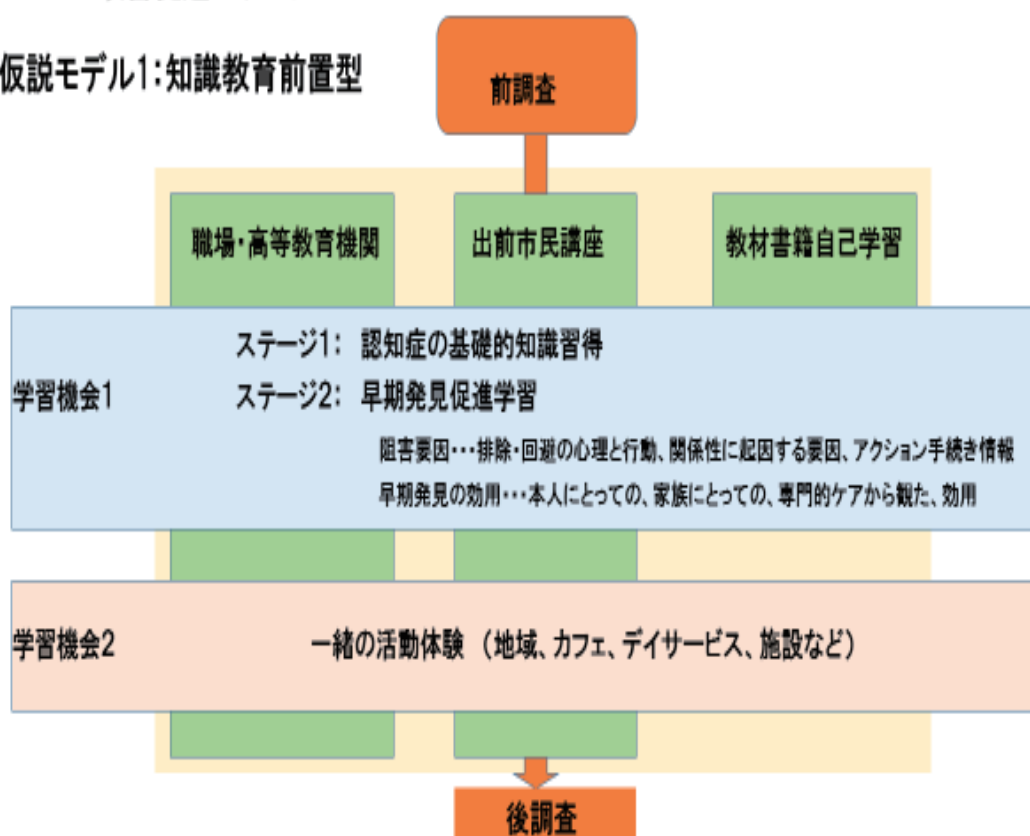 仮説モデル1：知識教育前置型
前調査
職場・高等教育機関
出前市民講座
教材書籍自己学習
学習機会1
ステージ1： 認知症の基礎的知識習得
ステージ2： 早期発見促進学習
阻害要因・・・排除・回避の心理と行動、関係性に起因する要因、アクション手続き情報
早期発見の効用・・・本人にとっての、家族にとっての、専門的ケアから観た、効用
学習機会2
一緒の活動体験 （地域、カフェ、デイサービス、施設など）
後調査